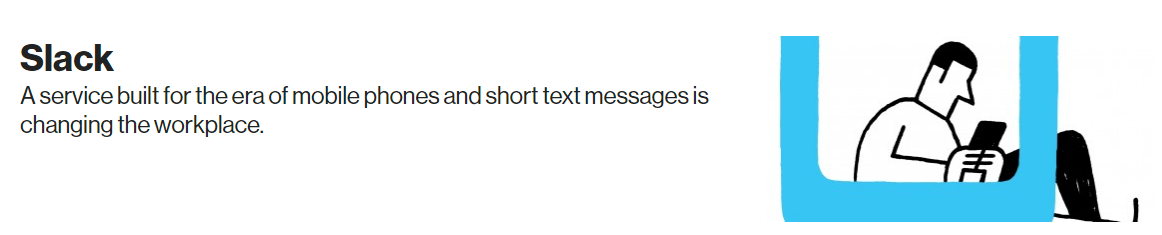 Slack
A service built for the era of mobile phones and short text messages is
changing the workplace.